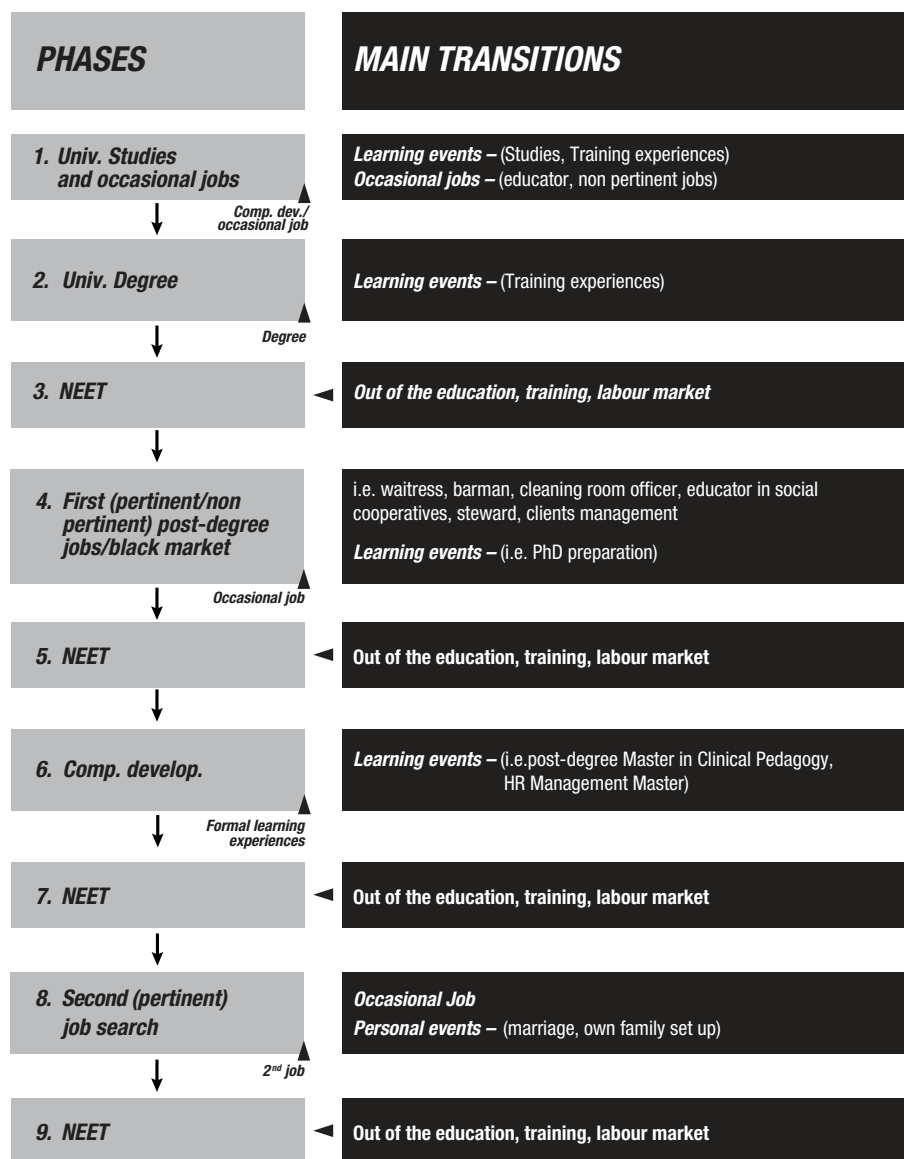 PHASES
MAIN TRANSITIONS
1. Univ. Studies
and occasional jobs
Learning events – (Studies, Training experiences)
Occasional jobs – (educator, non pertinent jobs)
Comp. dev./
occasional job
2. Univ. Degree
Learning events – (Training experiences)
Degree
3. NEET
Out of the education, training, labour market
4. First (pertinent/non
pertinent) post-degree
jobs/black market
i.e. waitress, barman, cleaning room officer, educator in social
cooperatives, steward, clients management
Learning events – (i.e. PhD preparation)
Occasional job
5. NEET
Out of the education, training, labour market
6. Comp. develop.
Learning events – (i.e.post-degree Master in Clinical Pedagogy,
HR Management Master)
Formal learning
experiences
7. NEET
Out of the education, training, labour market
8. Second (pertinent)
job search
Occasional Job
Personal events – (marriage, own family set up)
2nd job
9. NEET
Out of the education, training, labour market